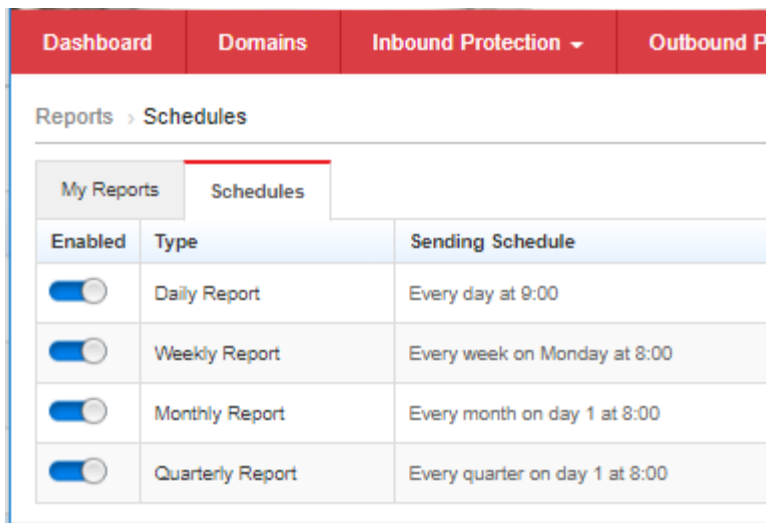 Dashboard Domains Inbound Protection Outbound P
Reports › Schedules
My Reports Schedules
Enabled Type Sending Schedule
Daily Report Every day at 9:00
Weekly Report Every week on Monday at 8:00
Monthly Report Every month on day 1 at 8:00
Quarterly Report Every quarter on day 1 at 8:00